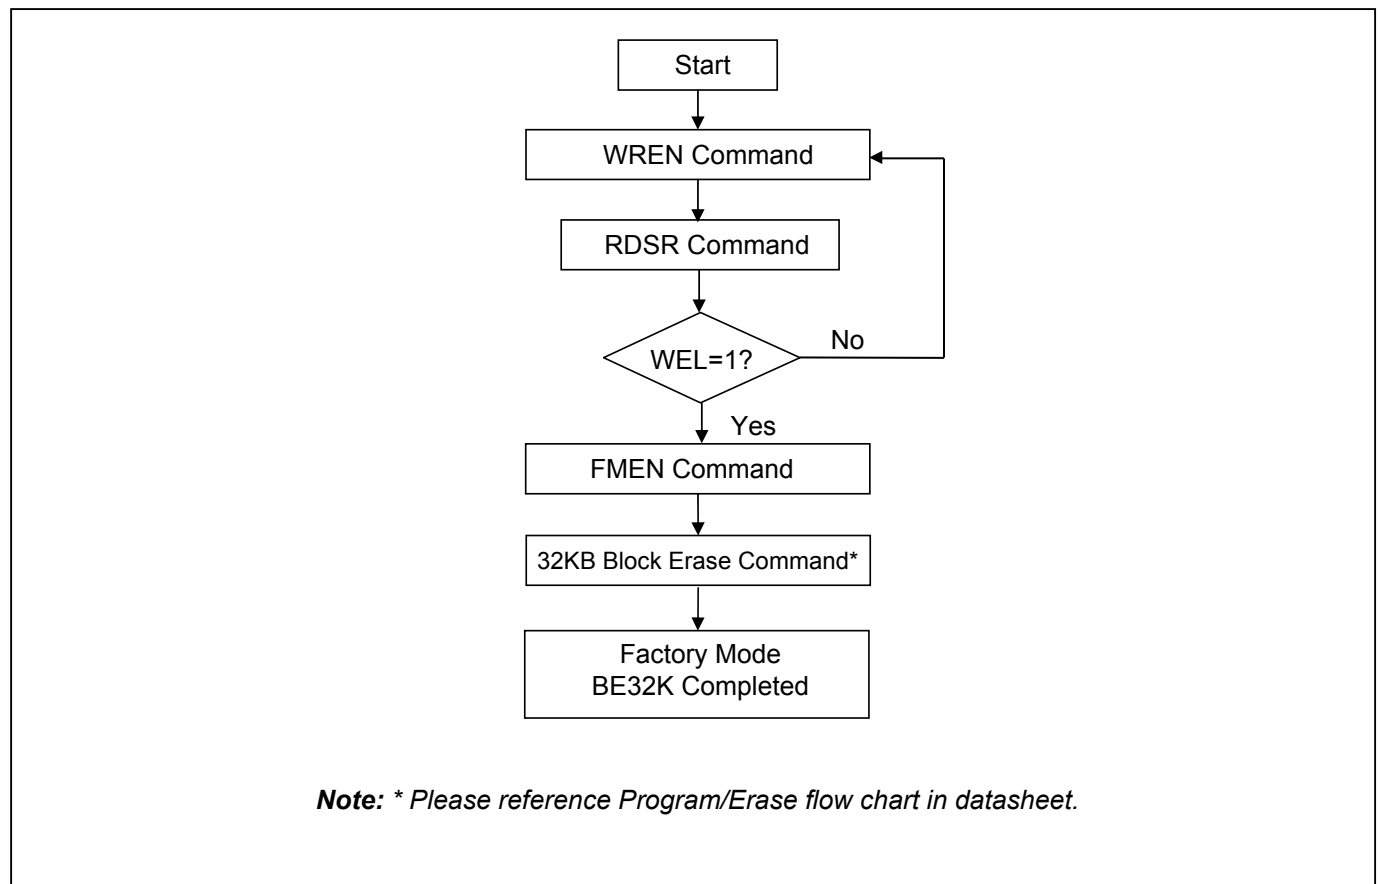 Start
WREN Command
RDSR Command
WEL=1?
No
Yes
FMEN Command
32KB Block Erase Command*
Factory Mode
BE32K Completed
Note: * Please reference Program/Erase flow chart in datasheet.